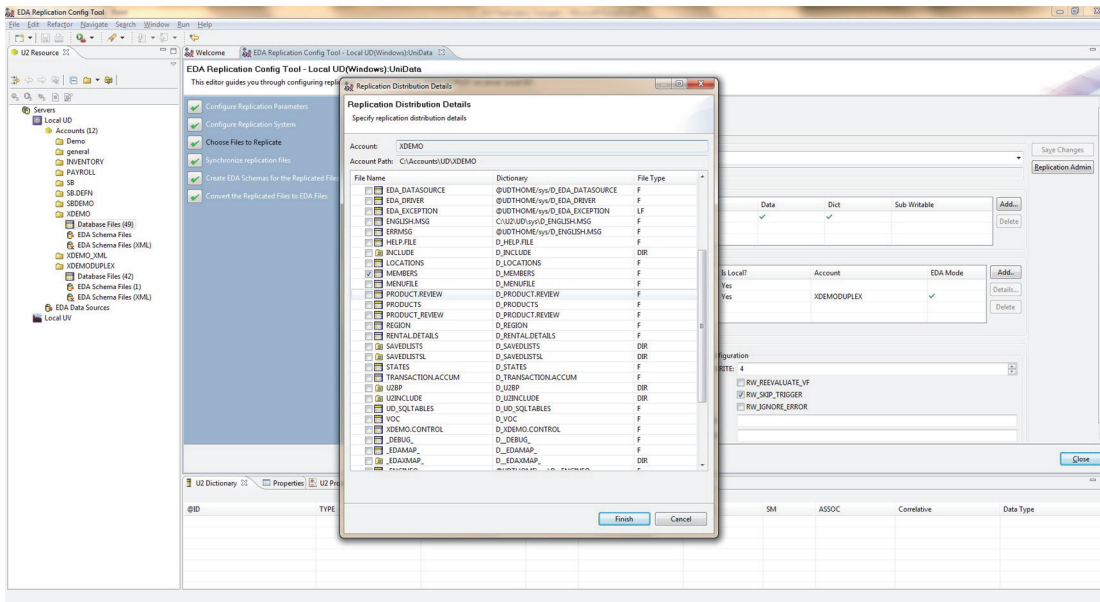 EDA Replication Config Tool
File Edit Refactor Navigate Search Window Run Help
U2 Resource
Servers
Local UD
Accounts (12)
Demo
general
INVENTORY
PAYROLL
SB
SB.DEFN
SBDEMO
XDEMO
Database Files (49)
EDA Schema Files
EDA Schema Files (XML)
XDEMO_XML
XDEMODUPLEX
Database Files (42)
EDA Schema Files (1)
EDA Schema Files (XML)
EDA Data Sources
Local UV
Welcome EDA Replication Config Tool - Local UD(Windows):UniData
EDA Replication Config Tool - Local UD(Windows):UniData
This editor guides you through configuring repli
Configure Replication Parameters
Configure Replication System
Choose Files to Replicate
Synchronize replication files
Create EDA Schemas for the Replicated Files
Convert the Replicated Files to EDA Files
Replication Distribution Details
Replication Distribution Details
Specify replication distribution details
Account: XDEMO
Account Path: C:\Accounts\UD\XDEMO
File Name Dictionary File Type
EDA_DATASOURCE @UDTHOME/sys/D_EDA_DATASOURCE F
EDA_DRIVER @UDTHOME/sys/D_EDA_DRIVER F
EDA_EXCEPTION @UDTHOME/sys/D_EDA_EXCEPTION LF
ENGLISH.MSG C:\U2\UD\sys\D_ENGLISH.MSG F
ERRMSG @UDTHOME/sys/D_ENGLISH.MSG F
HELP.FILE D_HELP.FILE F
INCLUDE D_INCLUDE DIR
LOCATIONS D_LOCATIONS F
MEMBERS D_MEMBERS F
MENUFILE D_MENUFILE F
PRODUCT.REVIEW D_PRODUCT.REVIEW F
PRODUCTS D_PRODUCTS F
PRODUCT_REVIEW D_PRODUCT_REVIEW F
REGION D_REGION F
RENTAL.DETAILS D_RENTAL.DETAILS F
SAVEDLISTS D_SAVEDLISTS DIR
SAVEDLISTSL D_SAVEDLISTSL DIR
STATES D_STATES F
TRANSACTION.ACCUM D_TRANSACTION.ACCUM F
U2BP D_U2BP DIR
U2INCLUDE D_U2INCLUDE DIR
UD_SQLTABLES D_UD_SQLTABLES F
VOC D_VOC F
XDEMO.CONTROL D_XDEMO.CONTROL F
_DEBUG_ D__DEBUG_ F
_EDAMAP_ D__EDAMAP_ F
_EDAXMAP_ D__EDAXMAP_ DIR
Finish Cancel
Save Changes
Replication Admin
Data Dict Sub Writable Add...
Delete
Is Local? Account EDA Mode Add..
Yes
Yes XDEMODUPLEX
Details...
Delete
figuration
RITE: 4
RW_REEVALUATE_VF
RW_SKIP_TRIGGER
RW_IGNORE_ERROR
Close
U2 Dictionary Properties U2 Pro
@ID TYPE SM ASSOC Correlative Data Type